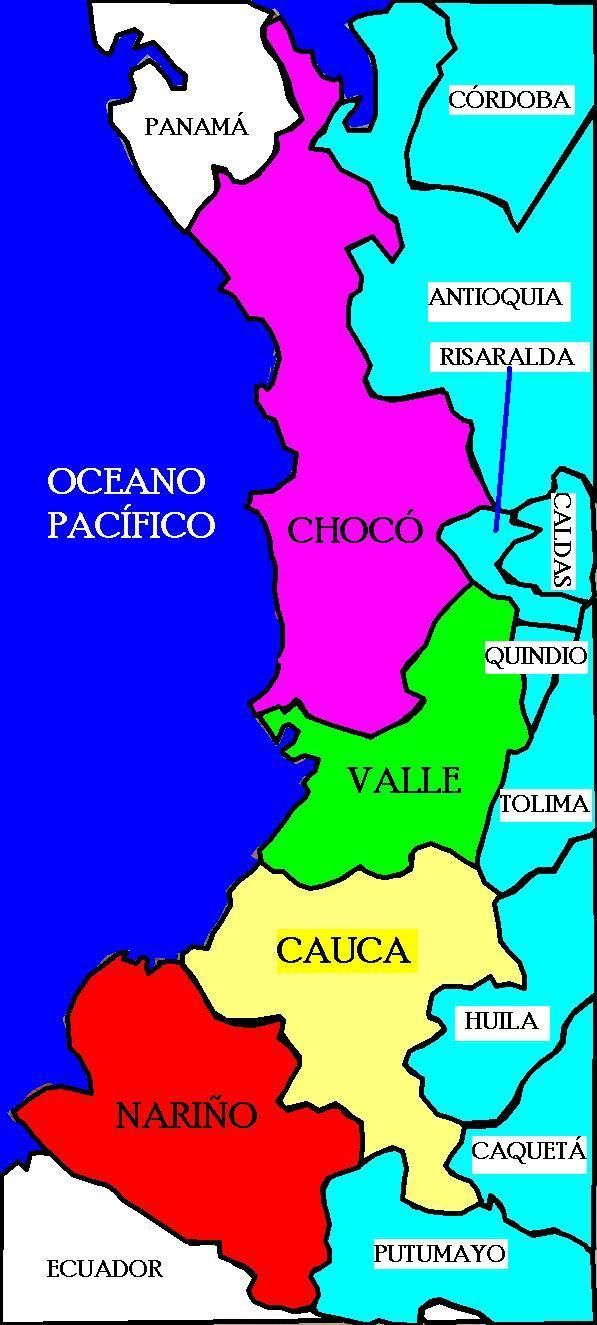 CÓRDOBA
PANAMÁ
ANTIOQUIA
RISARALDA
OCEANO
PACÍFICO
CHOCÓ
CALDAS
QUINDIO
VALLE
TOLIMA
CAUCA
HUILA
NARIÑO
CAQUETÁ
PUTUMAYO
ECUADOR